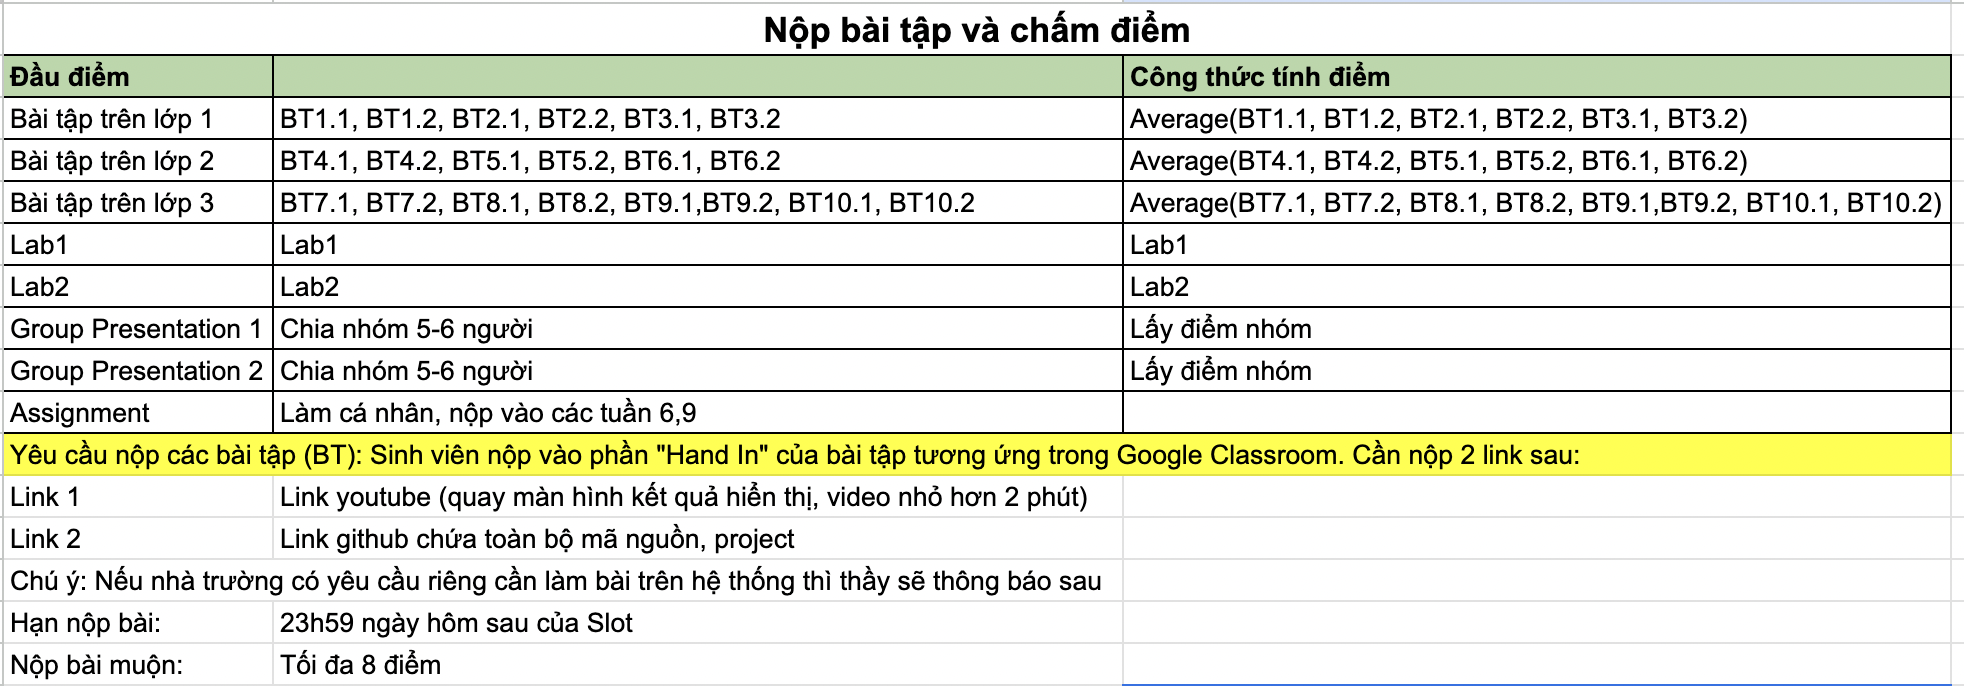 Nộp bài tập và chấm điểm
Đầu điểm Công thức tính điểm
Bài tập trên lớp 1 BT1.1, BT1.2, BT2.1, BT2.2, BT3.1, BT3.2 Average(BT1.1, BT1.2, BT2.1, BT2.2, BT3.1, BT3.2)
Bài tập trên lớp 2 BT4.1, BT4.2, BT5.1, BT5.2, BT6.1, BT6.2 Average(BT4.1, BT4.2, BT5.1, BT5.2, BT6.1, BT6.2)
Bài tập trên lớp 3 BT7.1, BT7.2, BT8.1, BT8.2, BT9.1,BT9.2, BT10.1, BT10.2 Average(BT7.1, BT7.2, BT8.1, BT8.2, BT9.1,BT9.2, BT10.1, BT10.2)
Lab1 Lab1 Lab1
Lab2 Lab2 Lab2
Group Presentation 1 Chia nhóm 5-6 người Lấy điểm nhóm
Group Presentation 2 Chia nhóm 5-6 người Lấy điểm nhóm
Assignment Làm cá nhân, nộp vào các tuần 6,9
Yêu cầu nộp các bài tập (BT): Sinh viên nộp vào phần "Hand In" của bài tập tương ứng trong Google Classroom. Cần nộp 2 link sau:
Link 1 Link youtube (quay màn hình kết quả hiển thị, video nhỏ hơn 2 phút)
Link 2 Link github chứa toàn bộ mã nguồn, project
Chú ý: Nếu nhà trường có yêu cầu riêng cần làm bài trên hệ thống thì thầy sẽ thông báo sau
Hạn nộp bài: 23h59 ngày hôm sau của Slot
Nộp bài muộn: Tối đa 8 điểm